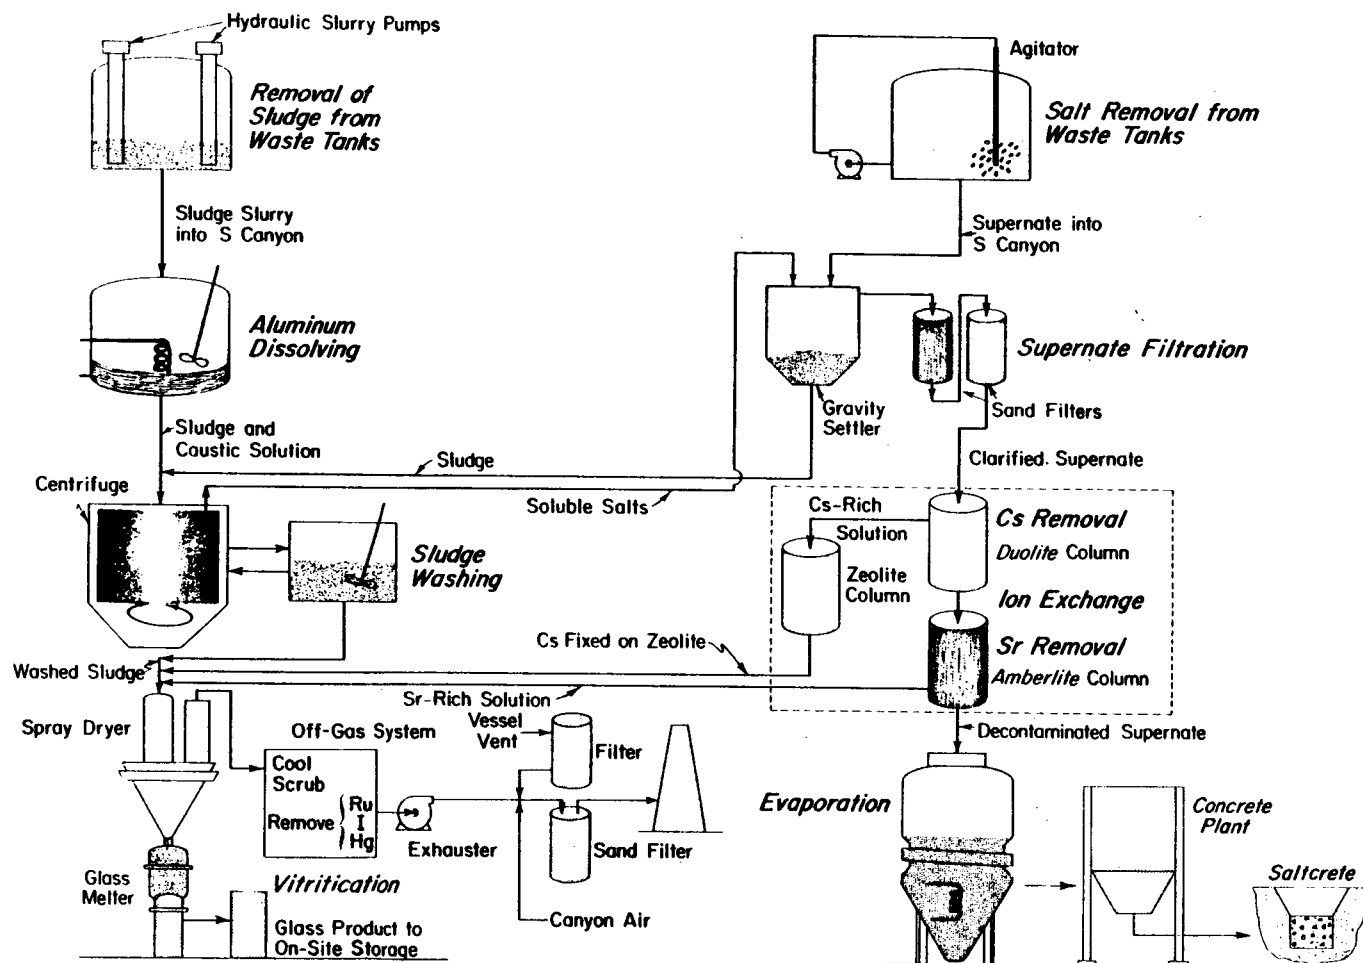 Hydraulic Slurry Pumps
Removal of
Sludge from
Waste Tanks
Agitator
Salt Removal from
Waste Tanks
Sludge Slurry
into S Canyon
Supernate into
S Canyon
Aluminum
Dissolving
Supernate Filtration
Gravity
Settler
Sand Filters
Sludge and
Caustic Solution
Sludge
Clarified. Supernate
Centrifuge
Soluble Salts
Cs-Rich
Solution
Cs Removal
Duolite Column
Sludge
Washing
Zeolite
Column
Ion Exchange
Cs Fixed on Zeolite
Sr Removal
Amberlite Column
Washed Sludge
Sr-Rich Solution
Spray Dryer
Off-Gas System
Vessel
Vent
Filter
Decontaminated Supernate
Cool
Scrub
Remove
Ru
I
Hg
Exhauster
Sand Filter
Evaporation
Concrete
Plant
Saltcrete
Glass
Melter
Vitritication
Canyon Air
Glass Product to
On-Site Storage